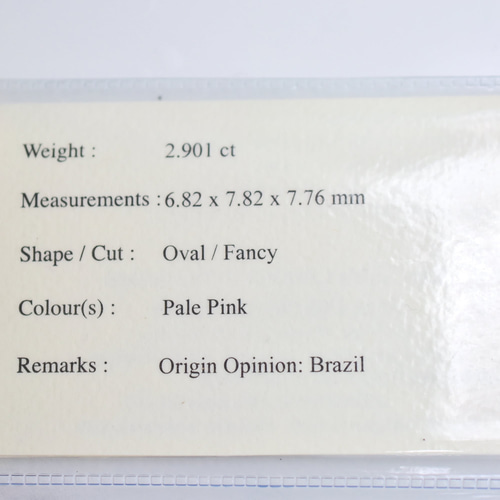 Weight : 2.901 ct
Measurements : 6.82 x 7.82 x 7.76 mm
Shape / Cut : Oval / Fancy
Colour(s) : Pale Pink
Remarks : Origin Opinion: Brazil